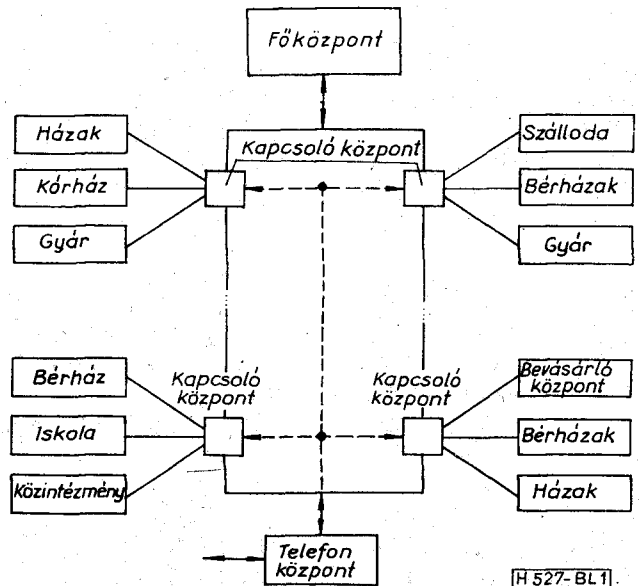 Főközpont
Kapcsoló központ
Házak
Kórház
Gyár
Szálloda
Bérházak
Gyár
Bérház
Iskola
Közintézmény
Kapcsoló
központ
Kapcsoló
központ
Bevásárló
központ
Bérházak
Házak
Telefon
központ
H 527-BL1